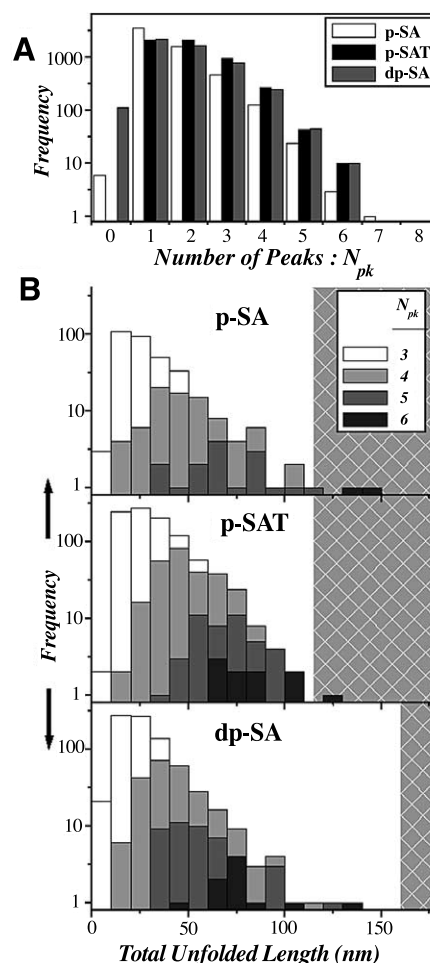 A
p-SA
p-SAT
dp-SA
Frequency
1000
100
10
1
0 1 2 3 4 5 6 7 8
Number of Peaks : Npk
B
p-SA
Npk
3
4
5
6
100
10
1
p-SAT
100
10
1
Frequency
dp-SA
100
10
1
0 50 100 150
Total Unfolded Length (nm)